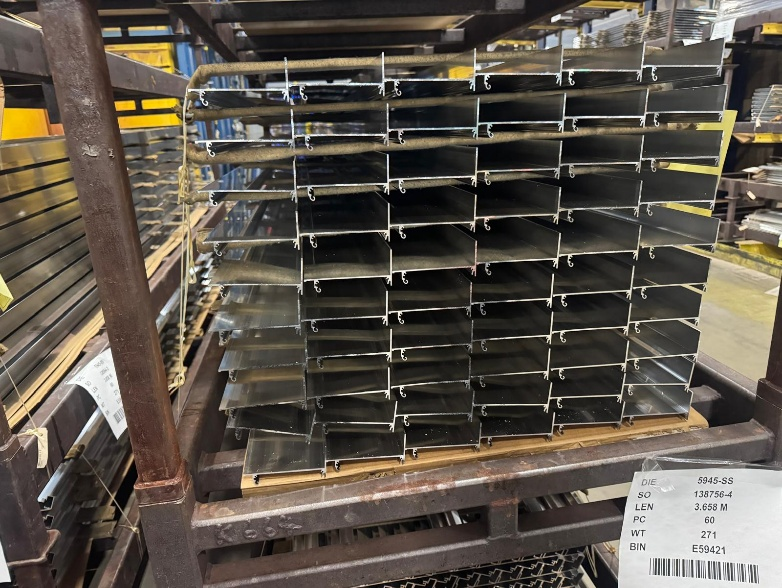 DIE 5945-SS
SO 138756-4
LEN 3.658 M
PC 60
WT 271
BIN E59421